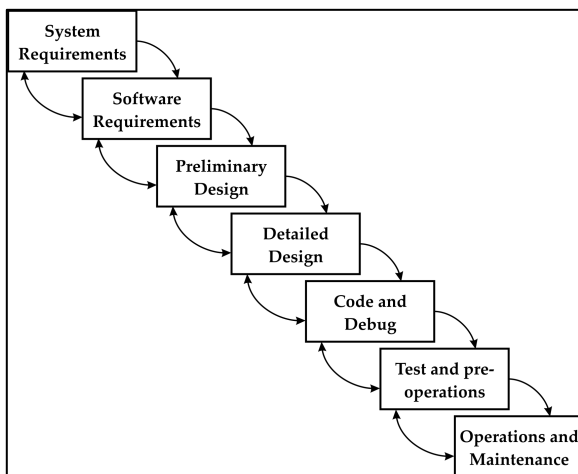 System
Requirements
Software
Requirements
Preliminary
Design
Detailed
Design
Code and
Debug
Test and pre-
operations
Operations and
Maintenance